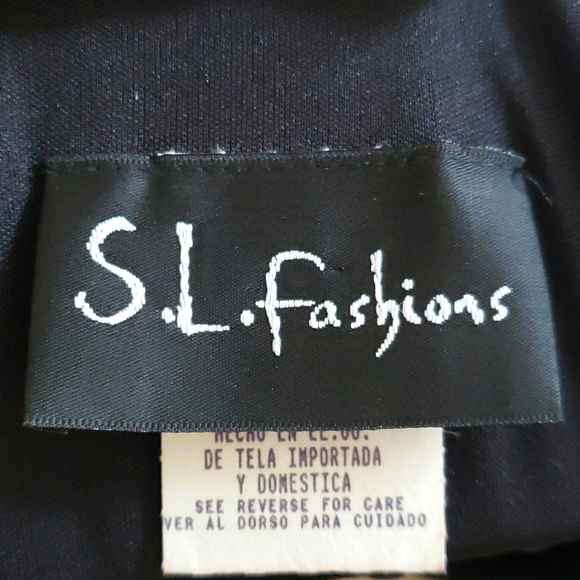 S.L. fashions
HECHO EN EE.UU.
DE TELA IMPORTADA
Y DOMESTICA
SEE REVERSE FOR CARE
VER AL DORSO PARA CUIDADO